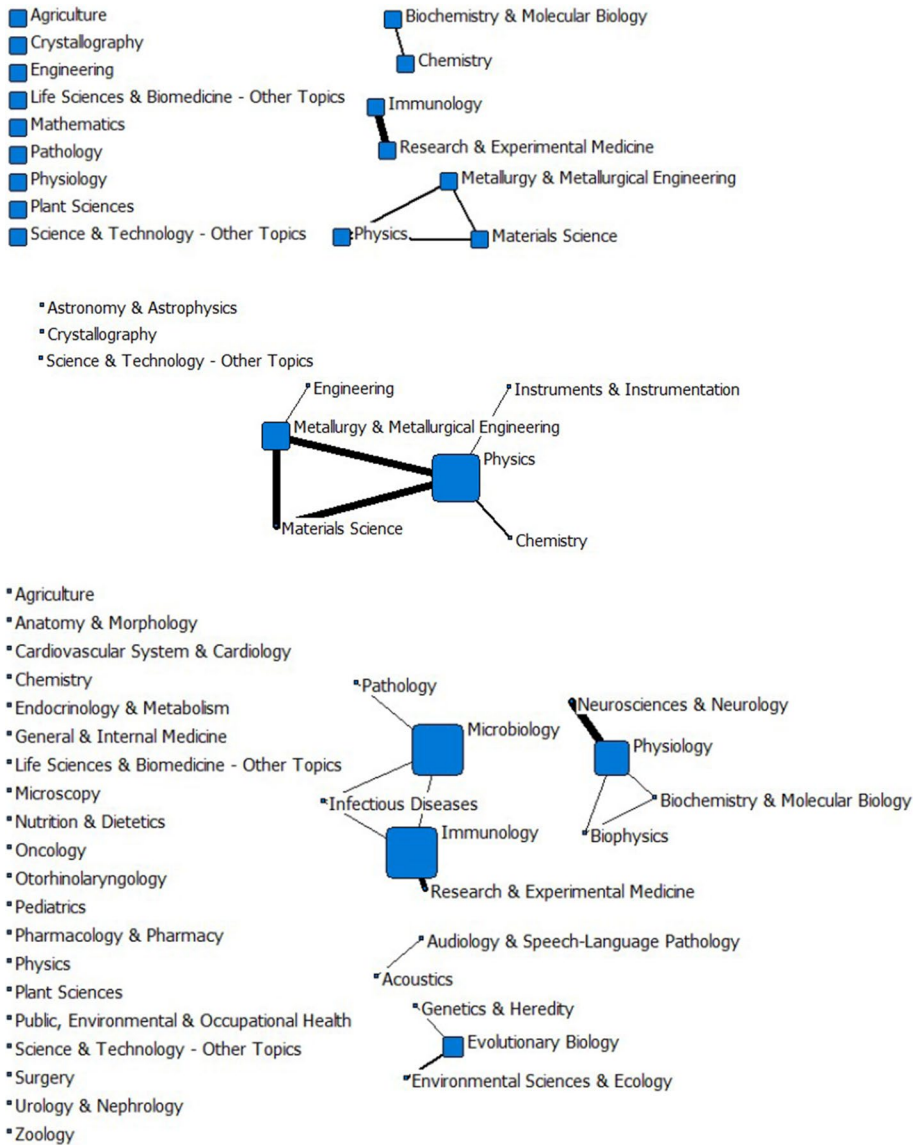 Agriculture
Crystallography
Engineering
Life Sciences & Biomedicine - Other Topics
Mathematics
Pathology
Physiology
Plant Sciences
Science & Technology - Other Topics
Biochemistry & Molecular Biology
Chemistry
Immunology
Research & Experimental Medicine
Metallurgy & Metallurgical Engineering
Physics
Materials Science
Astronomy & Astrophysics
Crystallography
Science & Technology - Other Topics
Engineering
Instruments & Instrumentation
Metallurgy & Metallurgical Engineering
Physics
Materials Science
Chemistry
Agriculture
Anatomy & Morphology
Cardiovascular System & Cardiology
Chemistry
Endocrinology & Metabolism
General & Internal Medicine
Life Sciences & Biomedicine - Other Topics
Microscopy
Nutrition & Dietetics
Oncology
Otorhinolaryngology
Pediatrics
Pharmacology & Pharmacy
Physics
Plant Sciences
Public, Environmental & Occupational Health
Science & Technology - Other Topics
Surgery
Urology & Nephrology
Zoology
Pathology
Microbiology
Infectious Diseases
Immunology
Research & Experimental Medicine
Neurosciences & Neurology
Physiology
Biochemistry & Molecular Biology
Biophysics
Audiology & Speech-Language Pathology
Acoustics
Genetics & Heredity
Evolutionary Biology
Environmental Sciences & Ecology